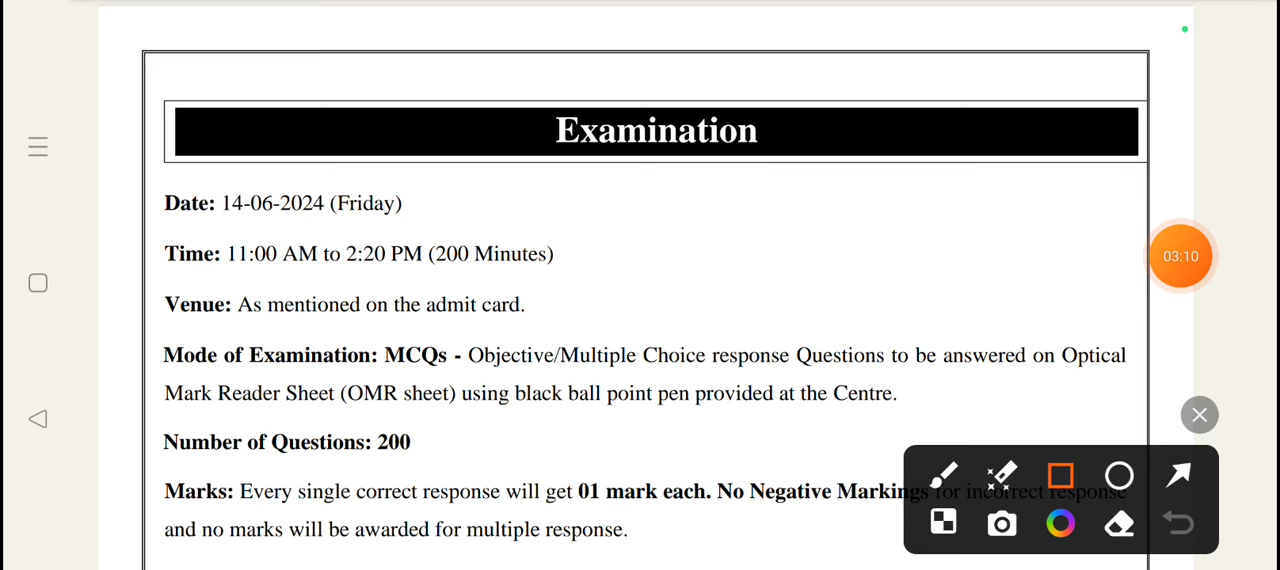 Examination
Date: 14-06-2024 (Friday)
Time: 11:00 AM to 2:20 PM (200 Minutes)
03:10
Venue: As mentioned on the admit card.
Mode of Examination: MCQs - Objective/Multiple Choice response Questions to be answered on Optical
Mark Reader Sheet (OMR sheet) using black ball point pen provided at the Centre.
Number of Questions: 200
Marks: Every single correct response will get 01 mark each. No Negative Markings for incorrect response
and no marks will be awarded for multiple response.